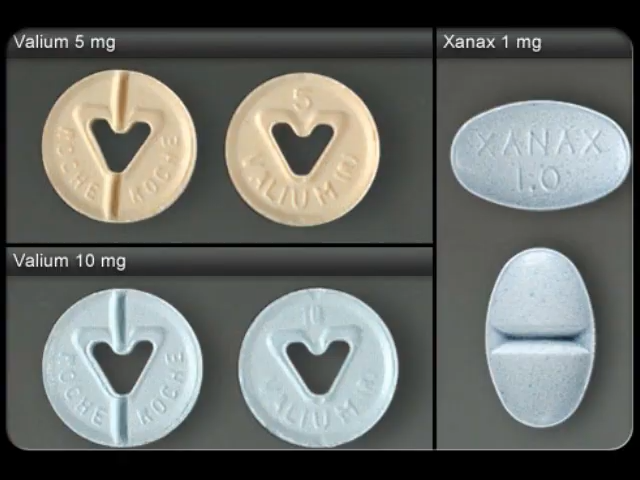 Valium 5 mg
ROCHE ROCHE
5
VALIUM (R)
Valium 10 mg
ROCHE ROCHE
10
VALIUM (R)
Xanax 1 mg
XANAX
1.0